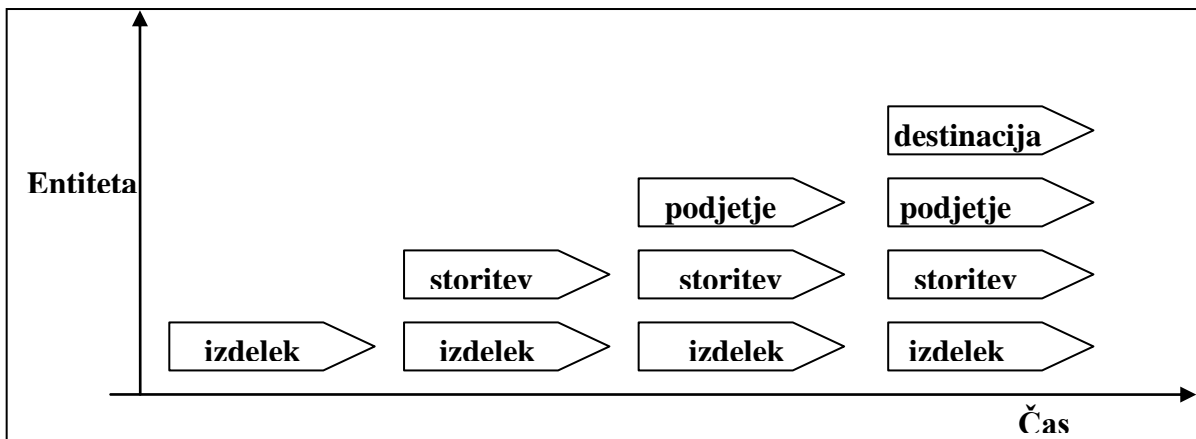 destinacija
Entiteta
podjetje podjetje
storitev storitev storitev
izdelek izdelek izdelek izdelek
Čas